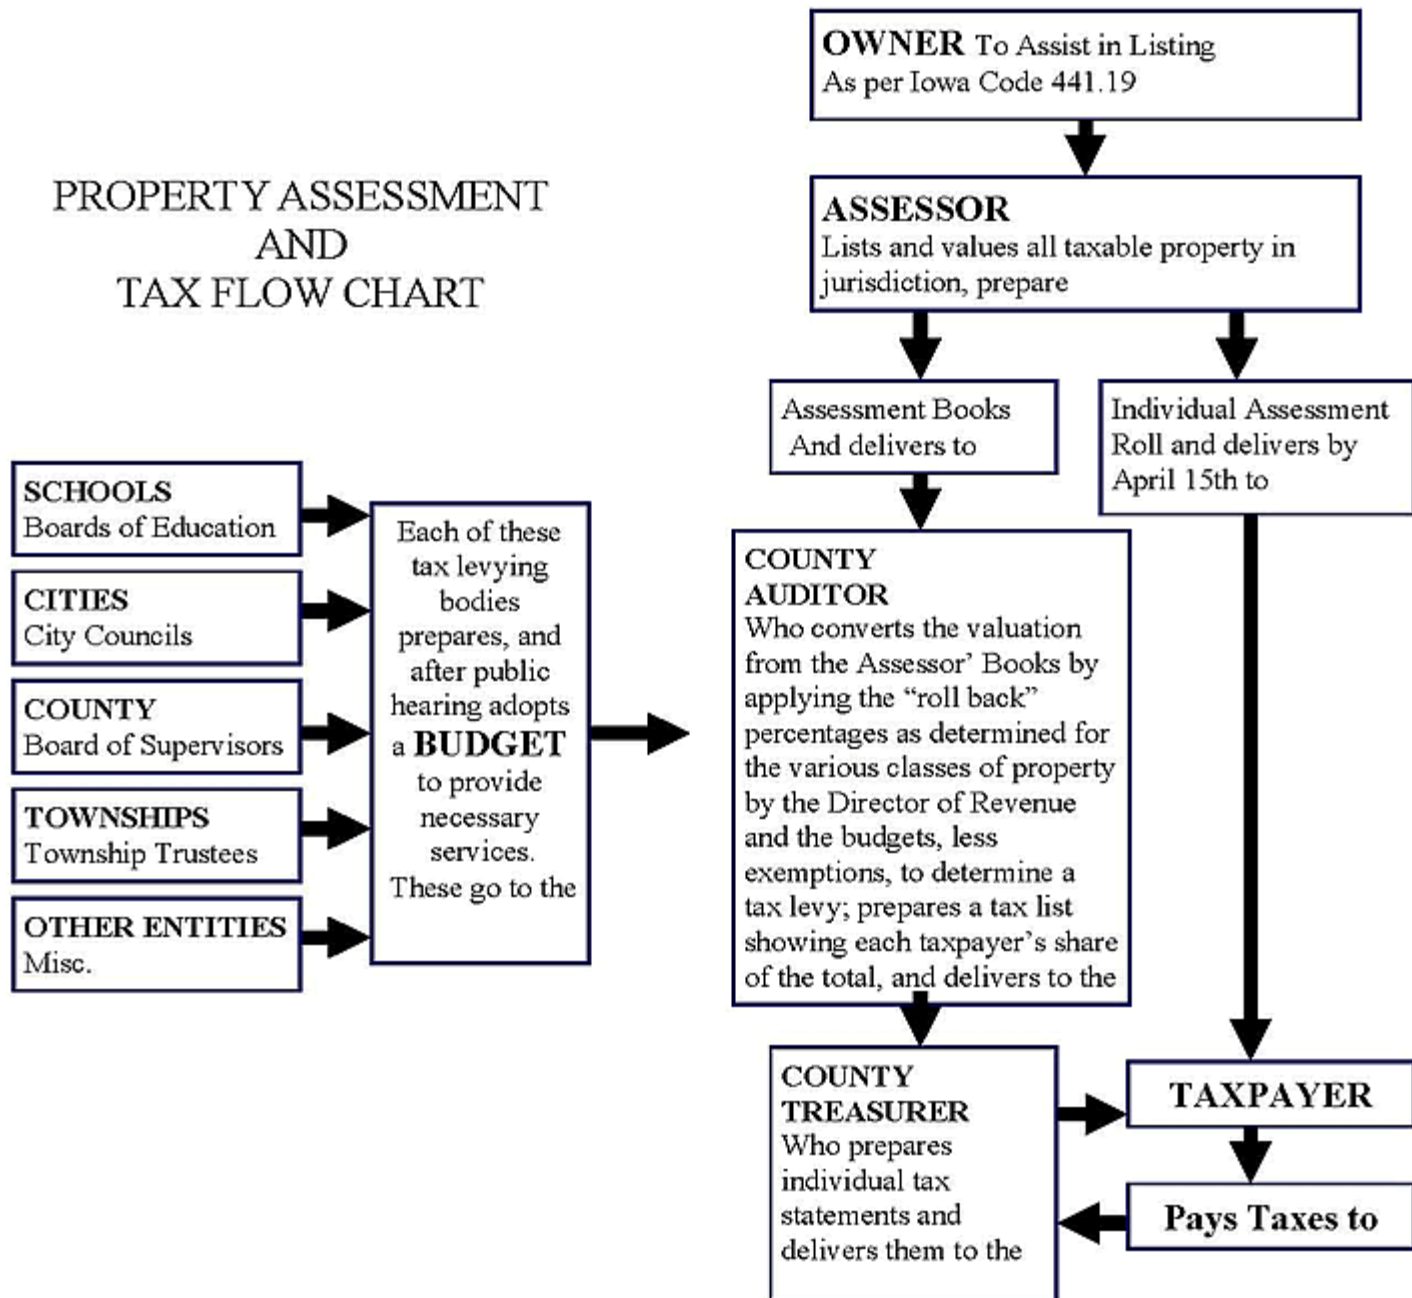 PROPERTY ASSESSMENT
AND
TAX FLOW CHART
OWNER To Assist in Listing
As per Iowa Code 441.19
ASSESSOR
Lists and values all taxable property in
jurisdiction, prepare
Assessment Books
And delivers to
Individual Assessment
Roll and delivers by
April 15th to
SCHOOLS
Boards of Education
CITIES
City Councils
COUNTY
Board of Supervisors
TOWNSHIPS
Township Trustees
OTHER ENTITIES
Misc.
Each of these
tax levying
bodies
prepares, and
after public
hearing adopts
a BUDGET
to provide
necessary
services.
These go to the
COUNTY
AUDITOR
Who converts the valuation
from the Assessor’ Books by
applying the “roll back”
percentages as determined for
the various classes of property
by the Director of Revenue
and the budgets, less
exemptions, to determine a
tax levy; prepares a tax list
showing each taxpayer’s share
of the total, and delivers to the
COUNTY
TREASURER
Who prepares
individual tax
statements and
delivers them to the
TAXPAYER
Pays Taxes to